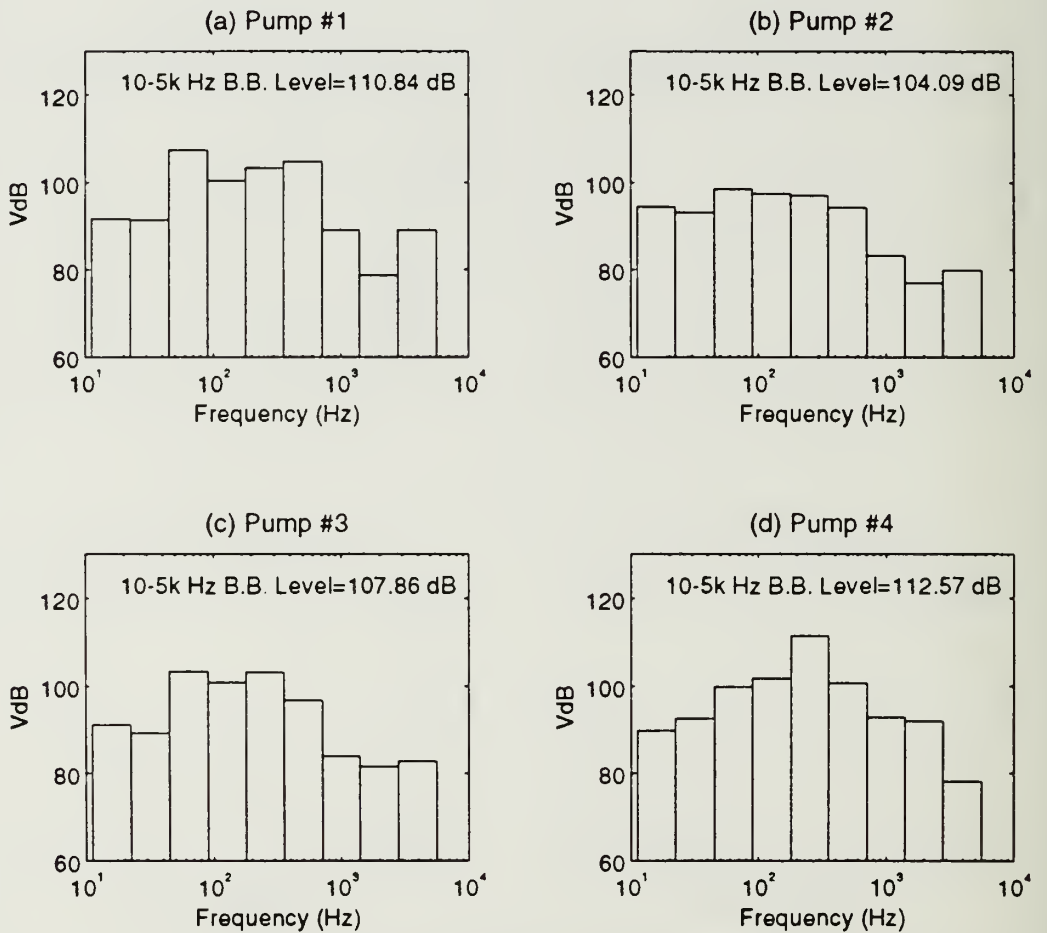 (a) Pump #1
10-5k Hz B.B. Level=110.84 dB
VdB
120
100
80
60
10¹ 10² 10³ 10⁴
Frequency (Hz)
(b) Pump #2
10-5k Hz B.B. Level=104.09 dB
VdB
120
100
80
60
10¹ 10² 10³ 10⁴
Frequency (Hz)
(c) Pump #3
10-5k Hz B.B. Level=107.86 dB
VdB
120
100
80
60
10¹ 10² 10³ 10⁴
Frequency (Hz)
(d) Pump #4
10-5k Hz B.B. Level=112.57 dB
VdB
120
100
80
60
10¹ 10² 10³ 10⁴
Frequency (Hz)